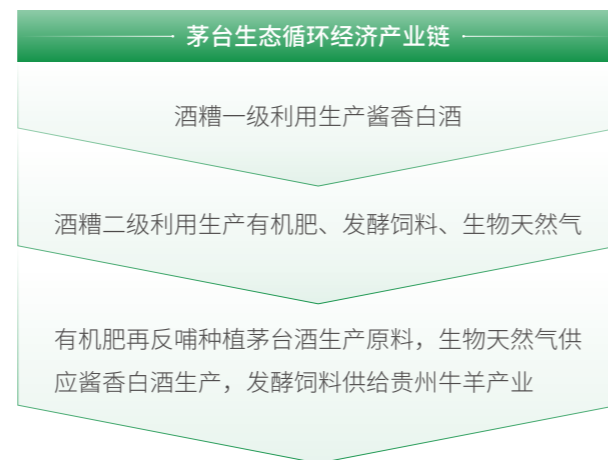 茅台生态循环经济产业链
酒糟一级利用生产酱香白酒
酒糟二级利用生产有机肥、发酵饲料、生物天然气
有机肥再反哺种植茅台酒生产原料，生物天然气供
应酱香白酒生产，发酵饲料供给贵州牛羊产业